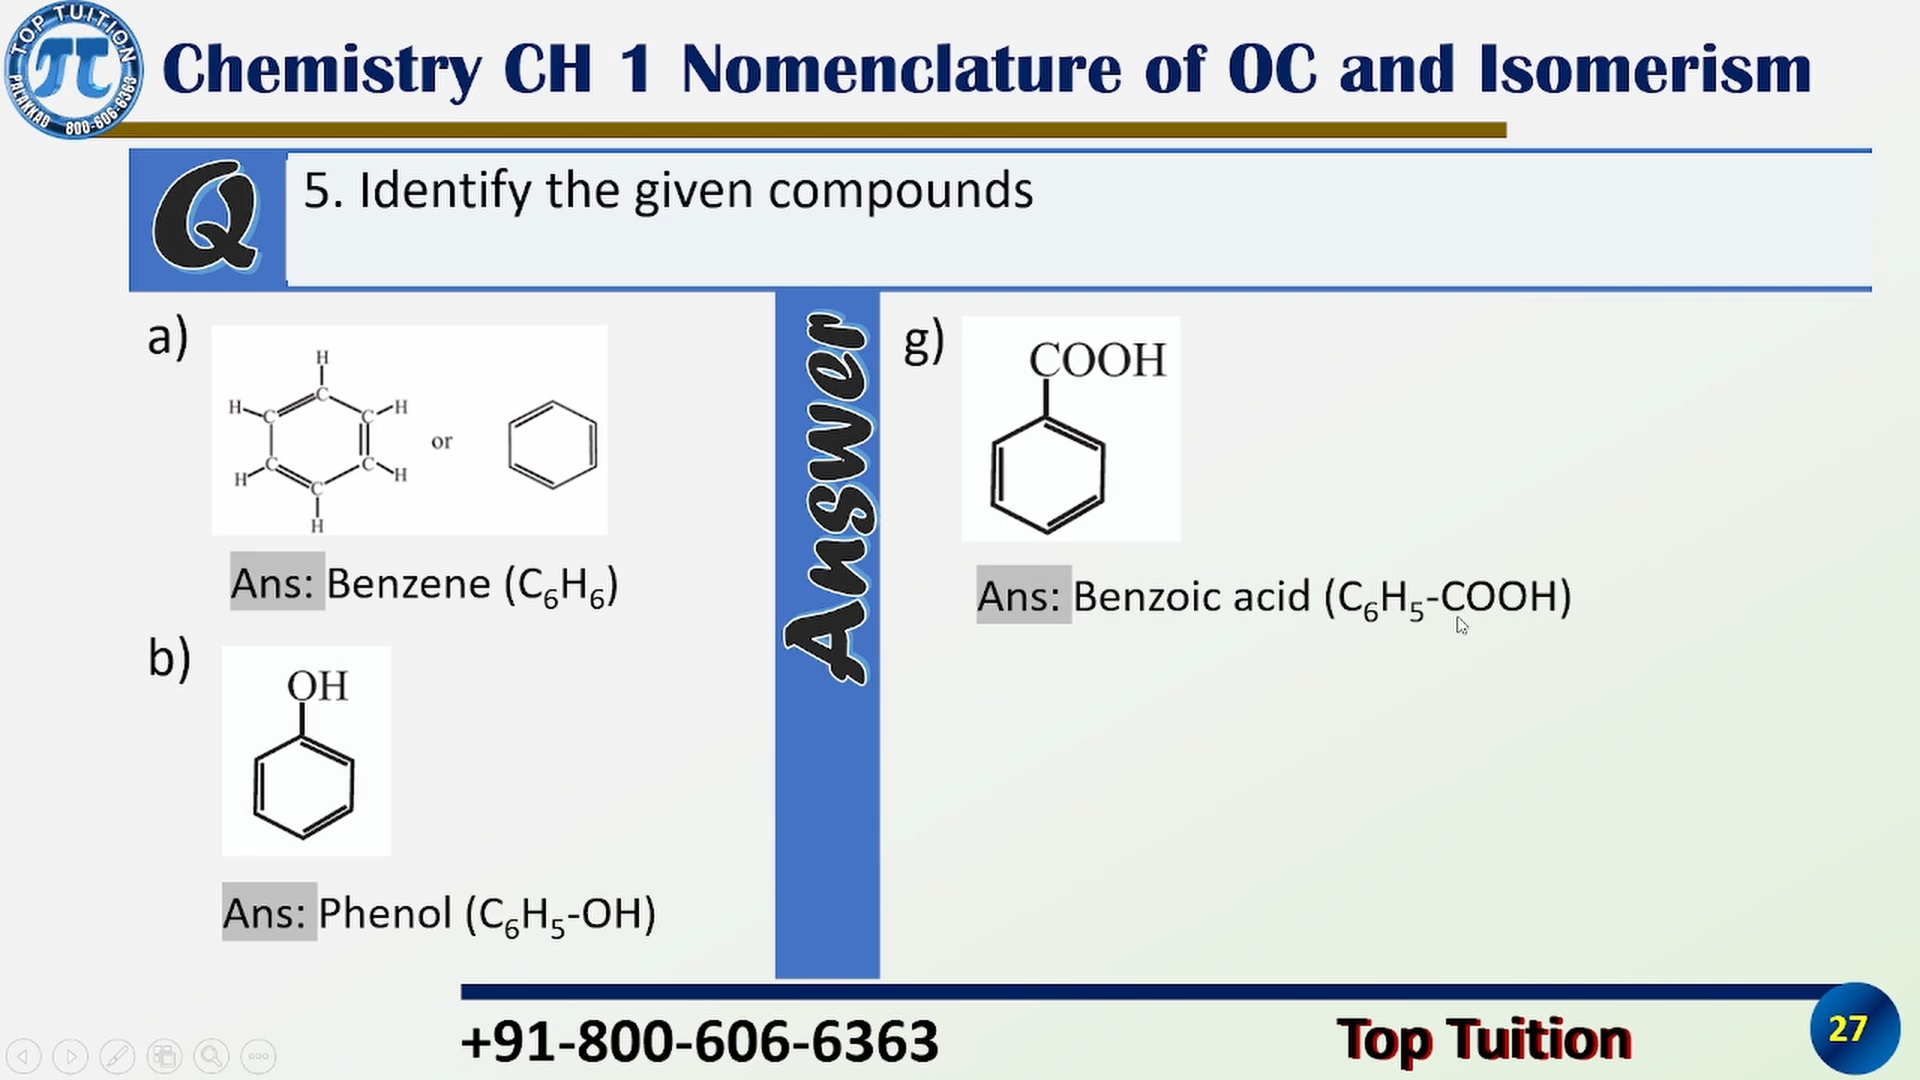 TOP TUITION
PALAKKAD 800-606-6363
Chemistry CH 1 Nomenclature of OC and Isomerism
Q
5. Identify the given compounds
a)
H
H C C H
or
H C C H
C
H
Ans: Benzene (C₆H₆)
b)
OH
Ans: Phenol (C₆H₅-OH)
Answer
g)
COOH
Ans: Benzoic acid (C₆H₅-COOH)
+91-800-606-6363
Top Tuition
27